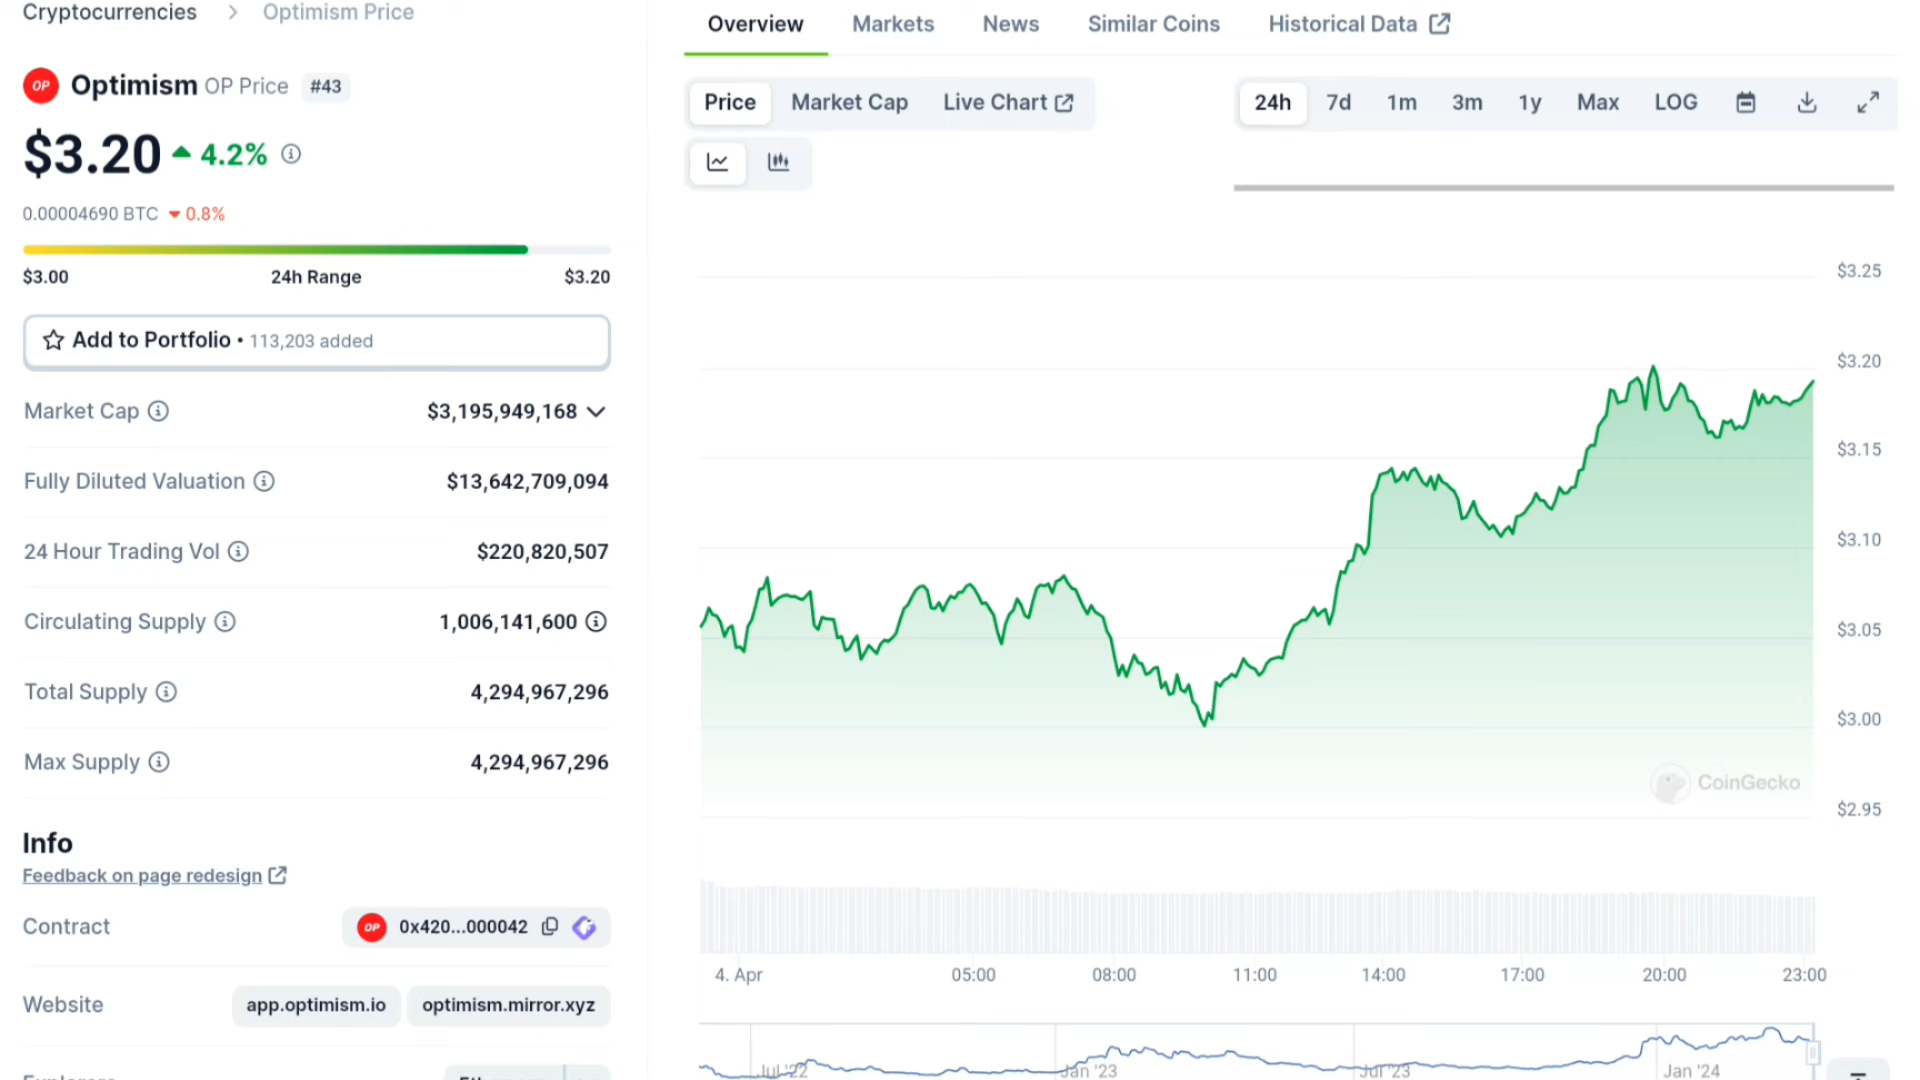 Cryptocurrencies > Optimism Price
OP Optimism OP Price #43
$3.20 4.2%
0.00004690 BTC 0.8%
$3.00 24h Range $3.20
Add to Portfolio • 113,203 added
Market Cap $3,195,949,168
Fully Diluted Valuation $13,642,709,094
24 Hour Trading Vol $220,820,507
Circulating Supply 1,006,141,600
Total Supply 4,294,967,296
Max Supply 4,294,967,296
Info
Feedback on page redesign
Contract OP 0x420...000042
Website app.optimism.io optimism.mirror.xyz
Overview Markets News Similar Coins Historical Data
Price Market Cap Live Chart
24h 7d 1m 3m 1y Max LOG
$3.25
$3.20
$3.15
$3.10
$3.05
$3.00
CoinGecko
$2.95
4. Apr 05:00 08:00 11:00 14:00 17:00 20:00 23:00
Jul '22 Jan '23 Jul '23 Jan '24